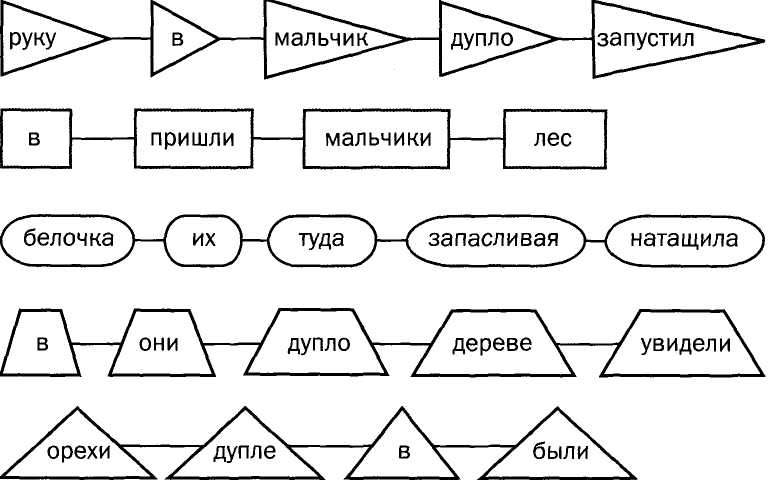 руку в мальчик дупло запустил
в пришли мальчики лес
белочка их туда запасливая натащила
в они дупло дереве увидели
орехи дупле в были